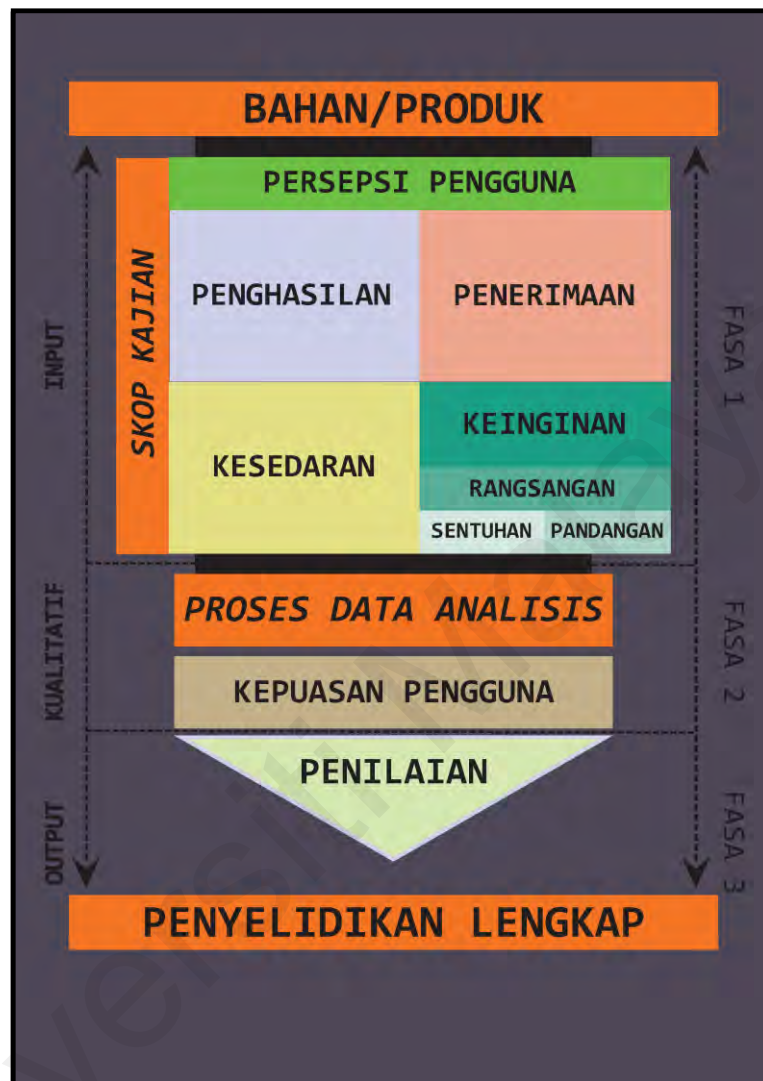 BAHAN/PRODUK
PERSEPSI PENGGUNA
SKOP KAJIAN
PENGHASILAN
PENERIMAAN
INPUT
FASA 1
KESEDARAN
KEINGINAN
RANGSANGAN
SENTUHAN PANDANGAN
PROSES DATA ANALISIS
KUALITATIF
FASA 2
KEPUASAN PENGGUNA
PENILAIAN
OUTPUT
FASA 3
PENYELIDIKAN LENGKAP